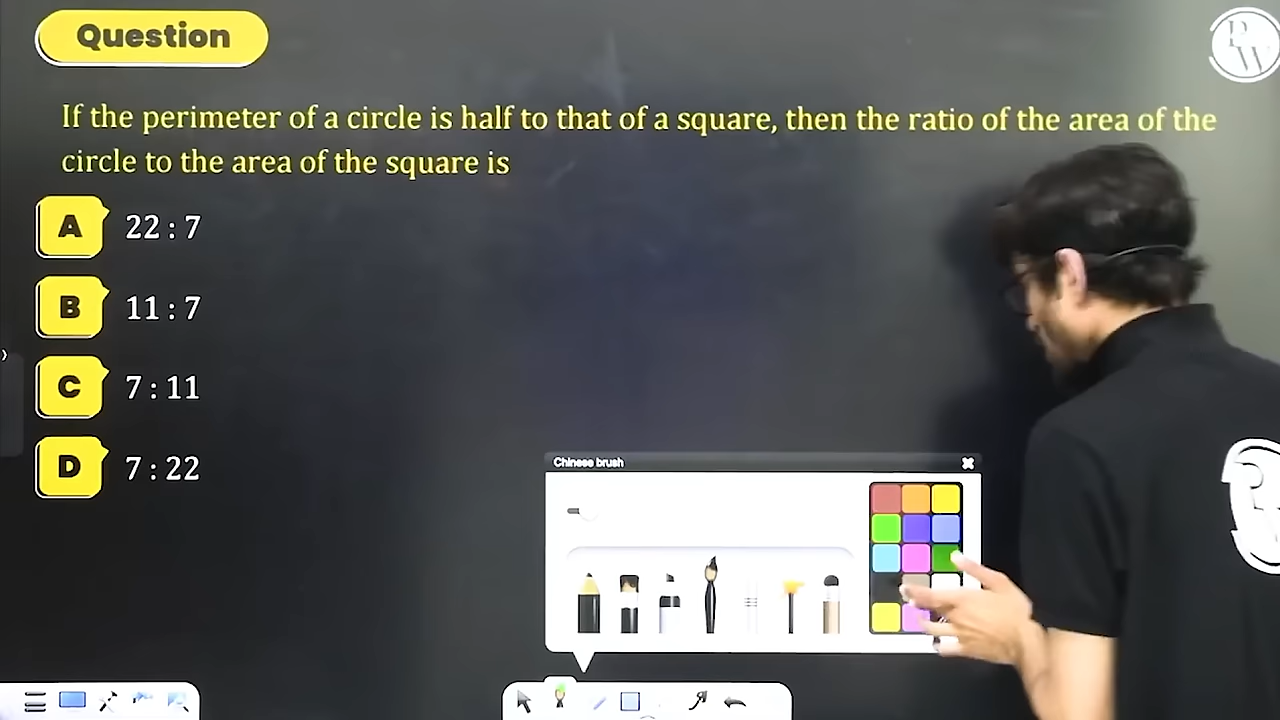 Question
PW
If the perimeter of a circle is half to that of a square, then the ratio of the area of the
circle to the area of the square is
A 22 : 7
B 11 : 7
C 7 : 11
D 7 : 22
Chinese brush